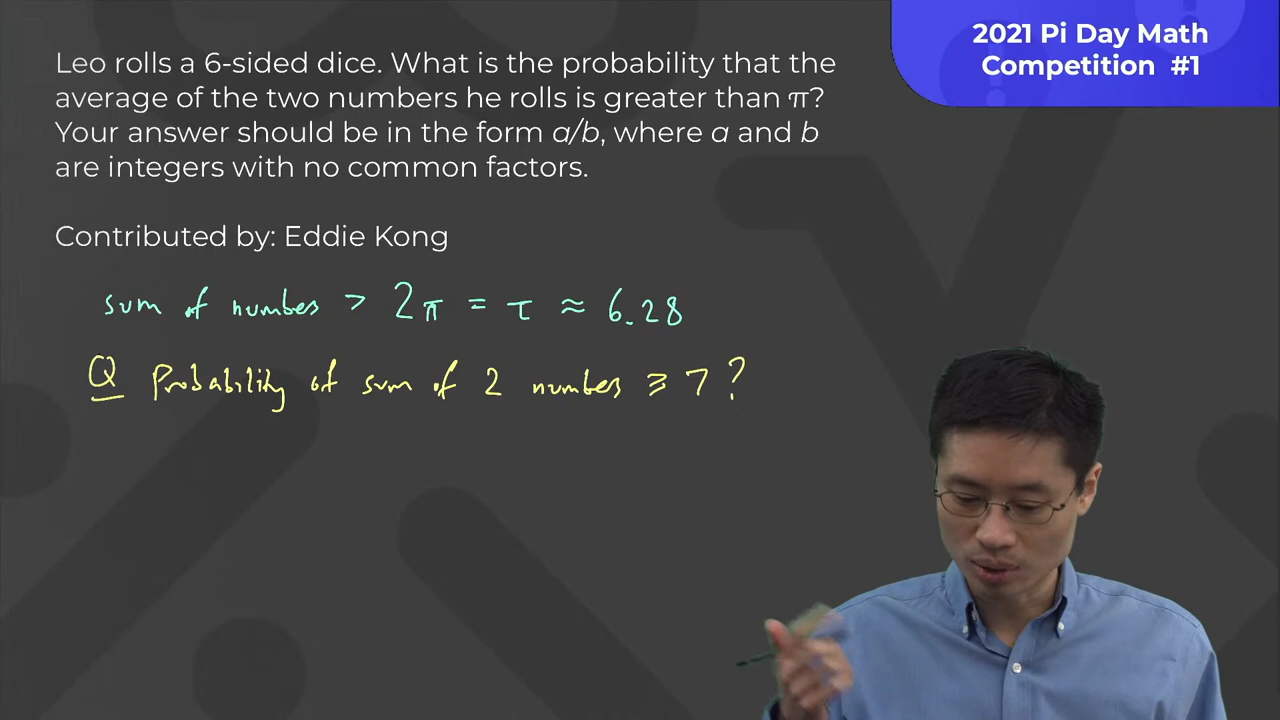 2021 Pi Day Math
Competition #1
Leo rolls a 6-sided dice. What is the probability that the
average of the two numbers he rolls is greater than π?
Your answer should be in the form a/b, where a and b
are integers with no common factors.
Contributed by: Eddie Kong
sum of numbers > 2π = τ ≈ 6.28
Q Probability of sum of 2 numbers ≥ 7?